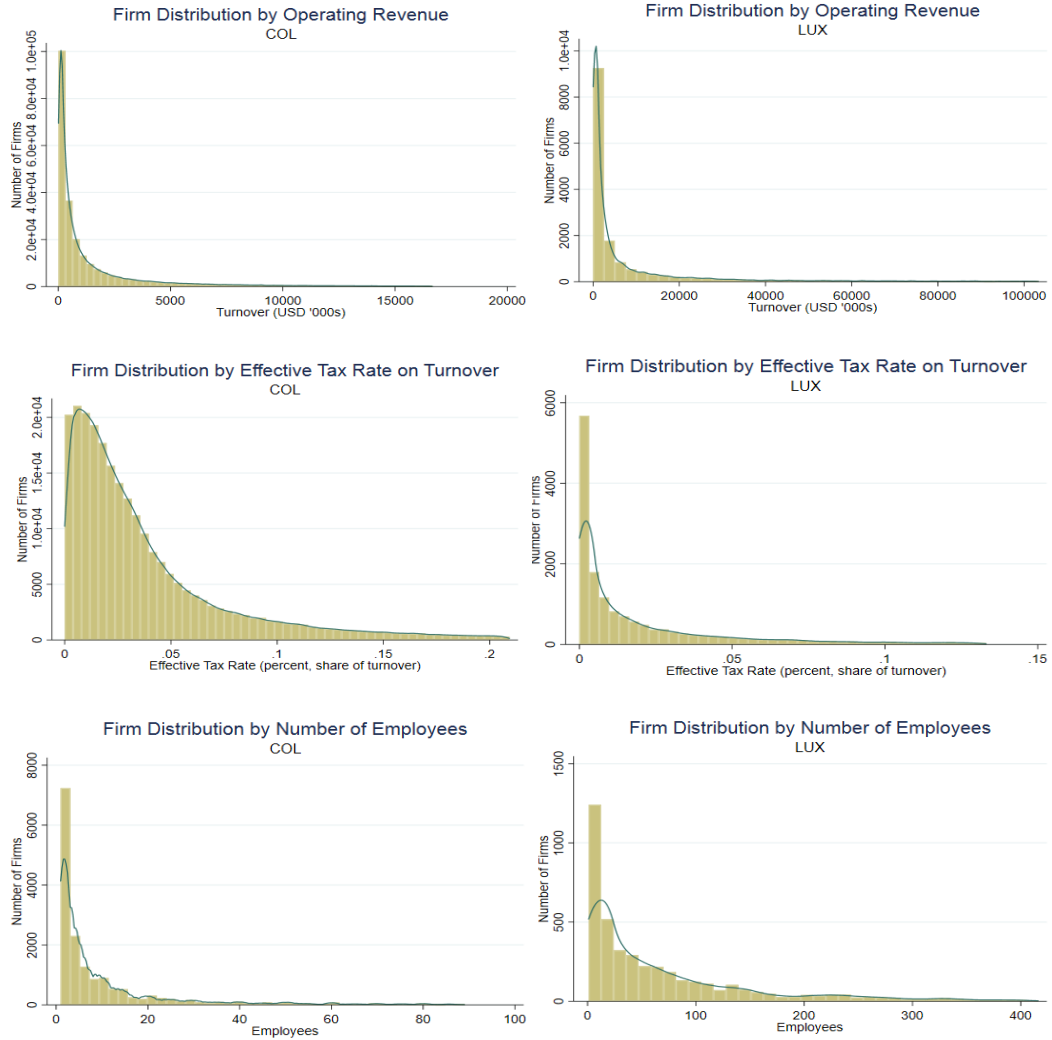 Firm Distribution by Operating Revenue
COL
Number of Firms
0 2.0e+04 4.0e+04 6.0e+04 8.0e+04 1.0e+05
0 5000 10000 15000 20000
Turnover (USD '000s)
Firm Distribution by Operating Revenue
LUX
Number of Firms
0 2000 4000 6000 8000 1.0e+04
0 20000 40000 60000 80000 100000
Turnover (USD '000s)
Firm Distribution by Effective Tax Rate on Turnover
COL
Number of Firms
0 5000 1.0e+04 1.5e+04 2.0e+04
0 .05 .1 .15 .2
Effective Tax Rate (percent, share of turnover)
Firm Distribution by Effective Tax Rate on Turnover
LUX
Number of Firms
0 2000 4000 6000
0 .05 .1 .15
Effective Tax Rate (percent, share of turnover)
Firm Distribution by Number of Employees
COL
Number of Firms
0 2000 4000 6000 8000
0 20 40 60 80 100
Employees
Firm Distribution by Number of Employees
LUX
Number of Firms
0 500 1000 1500
0 100 200 300 400
Employees